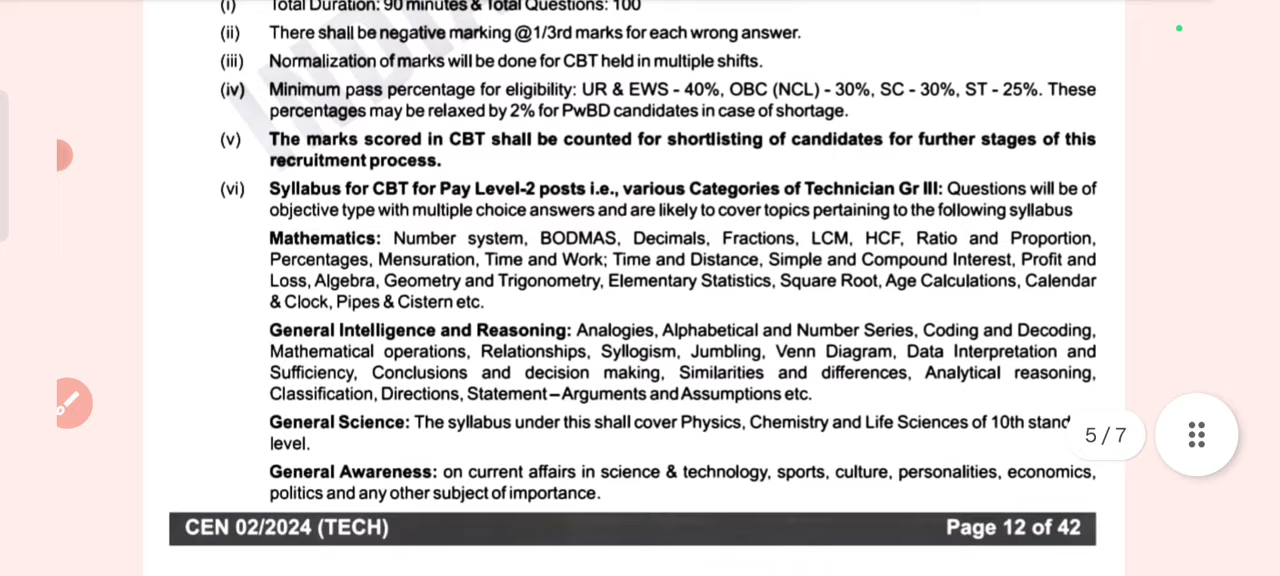 (i) Total Duration: 90 minutes & Total Questions: 100
(ii) There shall be negative marking @1/3rd marks for each wrong answer.
(iii) Normalization of marks will be done for CBT held in multiple shifts.
(iv) Minimum pass percentage for eligibility: UR & EWS - 40%, OBC (NCL) - 30%, SC - 30%, ST - 25%. These
percentages may be relaxed by 2% for PwBD candidates in case of shortage.
(v) The marks scored in CBT shall be counted for shortlisting of candidates for further stages of this
recruitment process.
(vi) Syllabus for CBT for Pay Level-2 posts i.e., various Categories of Technician Gr III: Questions will be of
objective type with multiple choice answers and are likely to cover topics pertaining to the following syllabus
Mathematics: Number system, BODMAS, Decimals, Fractions, LCM, HCF, Ratio and Proportion,
Percentages, Mensuration, Time and Work; Time and Distance, Simple and Compound Interest, Profit and
Loss, Algebra, Geometry and Trigonometry, Elementary Statistics, Square Root, Age Calculations, Calendar
& Clock, Pipes & Cistern etc.
General Intelligence and Reasoning: Analogies, Alphabetical and Number Series, Coding and Decoding,
Mathematical operations, Relationships, Syllogism, Jumbling, Venn Diagram, Data Interpretation and
Sufficiency, Conclusions and decision making, Similarities and differences, Analytical reasoning,
Classification, Directions, Statement – Arguments and Assumptions etc.
General Science: The syllabus under this shall cover Physics, Chemistry and Life Sciences of 10th stand
level.
5 / 7
General Awareness: on current affairs in science & technology, sports, culture, personalities, economics,
politics and any other subject of importance.
CEN 02/2024 (TECH) Page 12 of 42